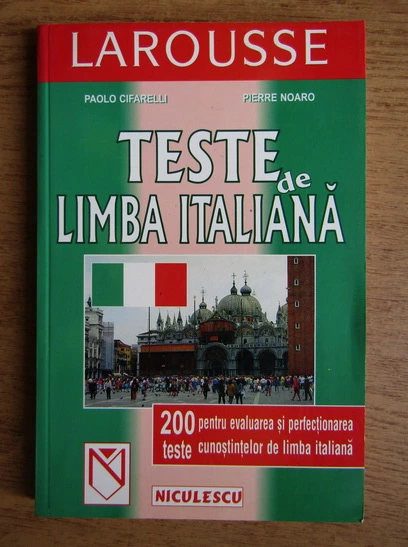 LAROUSSE
PAOLO CIFARELLI PIERRE NOARO
TESTE
de
LIMBA ITALIANĂ
200 teste
pentru evaluarea și perfecționarea
cunoștințelor de limba italiană
NICULESCU